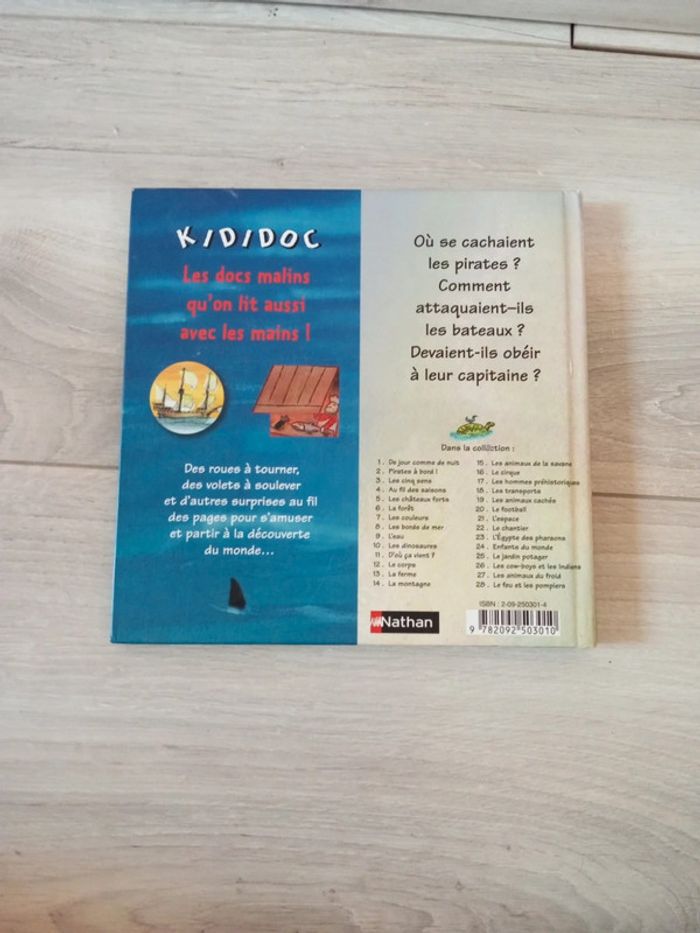 KIDIDOC
Les docs malins
qu'on lit aussi
avec les mains !
Des roues à tourner,
des volets à soulever
et d'autres surprises au fil
des pages pour s'amuser
et partir à la découverte
du monde...
Où se cachaient
les pirates ?
Comment
attaquaient-ils
les bateaux ?
Devaient-ils obéir
à leur capitaine ?
Dans la collection :
1. De jour comme de nuit
2. Pirates à bord !
3. Les cinq sens
4. Au fil des saisons
5. Les châteaux forts
6. La forêt
7. Les couleurs
8. Les bords de mer
9. L'eau
10. Les dinosaures
11. D'où ça vient ?
12. Le corps
13. La ferme
14. La montagne
15. Les animaux de la savane
16. Le cirque
17. Les hommes préhistoriques
18. Les transports
19. Les animaux cachés
20. Le football
21. L'espace
22. Le chantier
23. L'Égypte des pharaons
24. Enfants du monde
25. Le jardin potager
26. Les cow-boys et les Indiens
27. Les animaux du froid
28. Le feu et les pompiers
Nathan
ISBN : 2-09-250301-4
9 782092 503010